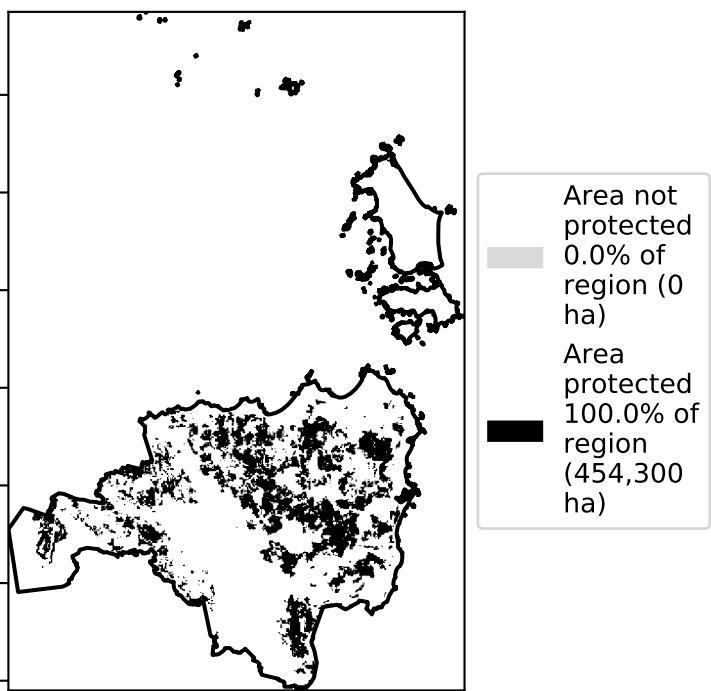 Area not
protected
0.0% of
region (0
ha)
Area
protected
100.0% of
region
(454,300
ha)